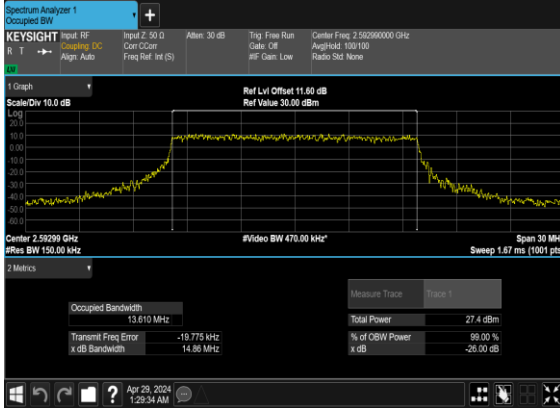 Spectrum Analyzer 1
Occupied BW
+
KEYSIGHT Input: RF Input Z: 50 Ω Atten: 30 dB Trig: Free Run Center Freq: 2.592990000 GHz
R T Coupling: DC Corr CCorr Gate: Off Avg|Hold: 100/100
Align: Auto Freq Ref: Int (S) #IF Gain: Low Radio Std: None
1 Graph
Ref Lvl Offset 11.60 dB
Scale/Div 10.0 dB Ref Value 30.00 dBm
Log
20.0
10.0
0.00
-10.0
-20.0
-30.0
-40.0
-50.0
-60.0
Center 2.59299 GHz #Video BW 470.00 kHz* Span 30 MH
#Res BW 150.00 kHz Sweep 1.67 ms (1001 pts
2 Metrics
Measure Trace Trace 1
Occupied Bandwidth
13.610 MHz Total Power 27.4 dBm
Transmit Freq Error -19.775 kHz % of OBW Power 99.00 %
x dB Bandwidth 14.86 MHz x dB -26.00 dB
? Apr 29, 2024
1:29:34 AM